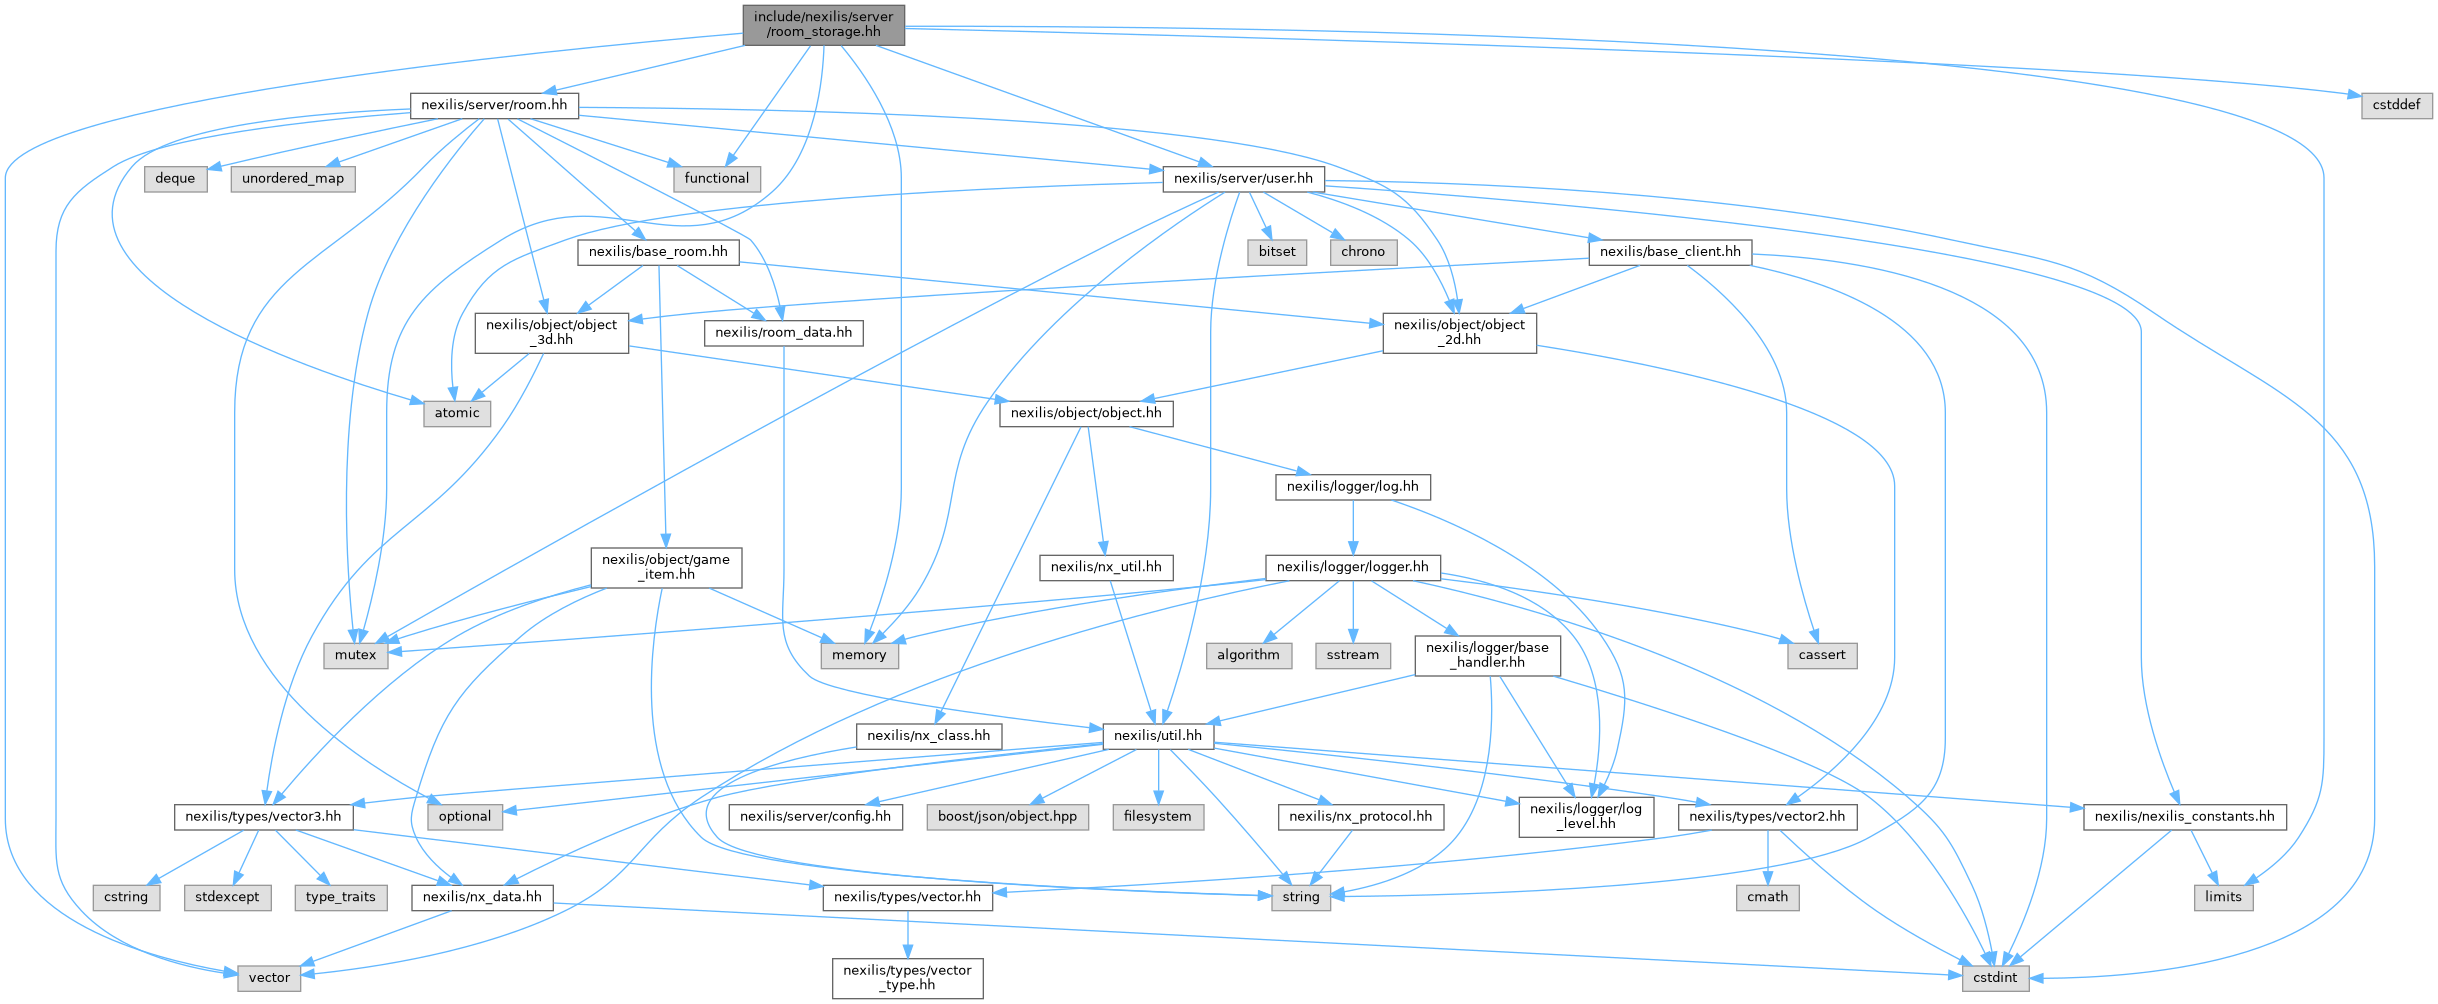 include/nexilis/server
/room_storage.hh
nexilis/server/room.hh
cstddef
deque
unordered_map
functional
nexilis/server/user.hh
nexilis/base_room.hh
bitset
chrono
nexilis/base_client.hh
nexilis/object/object
_3d.hh
nexilis/room_data.hh
nexilis/object/object
_2d.hh
atomic
nexilis/object/object.hh
nexilis/logger/log.hh
nexilis/object/game
_item.hh
nexilis/nx_util.hh
nexilis/logger/logger.hh
mutex
memory
algorithm
sstream
nexilis/logger/base
_handler.hh
cassert
nexilis/nx_class.hh
nexilis/util.hh
nexilis/types/vector3.hh
optional
nexilis/server/config.hh
boost/json/object.hpp
filesystem
nexilis/nx_protocol.hh
nexilis/logger/log
_level.hh
nexilis/types/vector2.hh
nexilis/nexilis_constants.hh
cstring
stdexcept
type_traits
nexilis/nx_data.hh
nexilis/types/vector.hh
string
cmath
limits
vector
nexilis/types/vector
_type.hh
cstdint